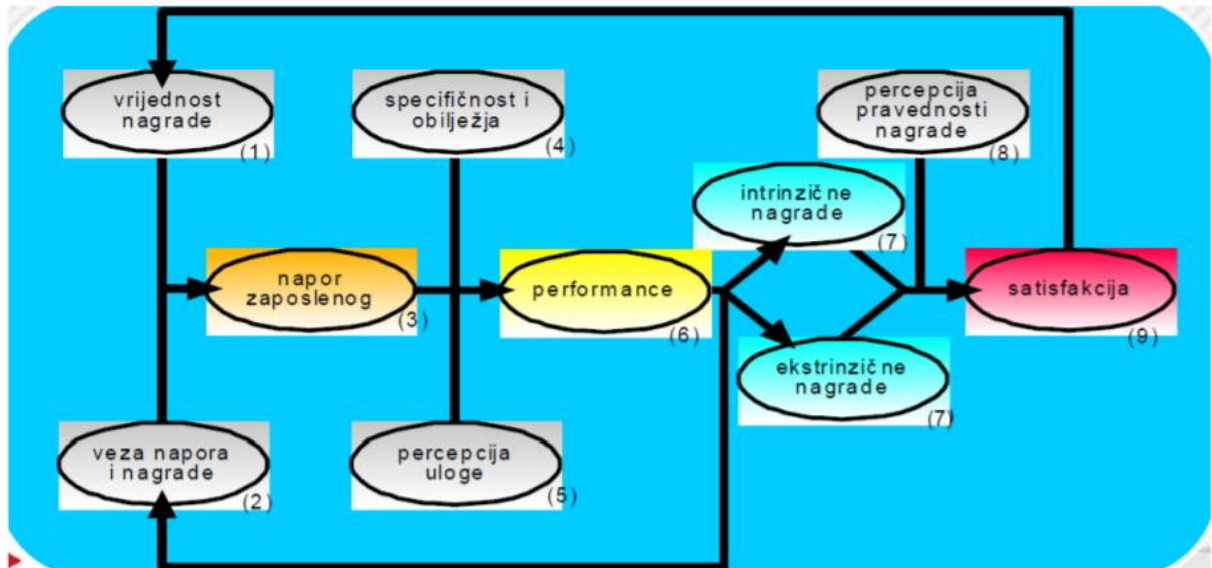 vrijednost
nagrade
(1)
specifičnost i
obilježja
(4)
percepcija
pravednosti
nagrade
(8)
intrinzične
nagrade
(7)
napor
zaposlenog
(3)
performance
(6)
satisfakcija
(9)
ekstrinzične
nagrade
(7)
veza napora
i nagrade
(2)
percepcija
uloge
(5)